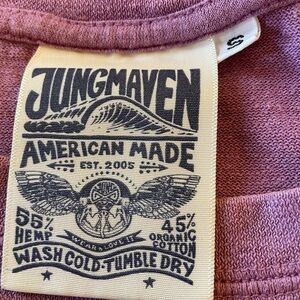 JUNGMAVEN
S
AMERICAN MADE
EST. 2005
55% HEMP
WEAR & LOVE IT
45% ORGANIC COTTON
WASH COLD-TUMBLE DRY